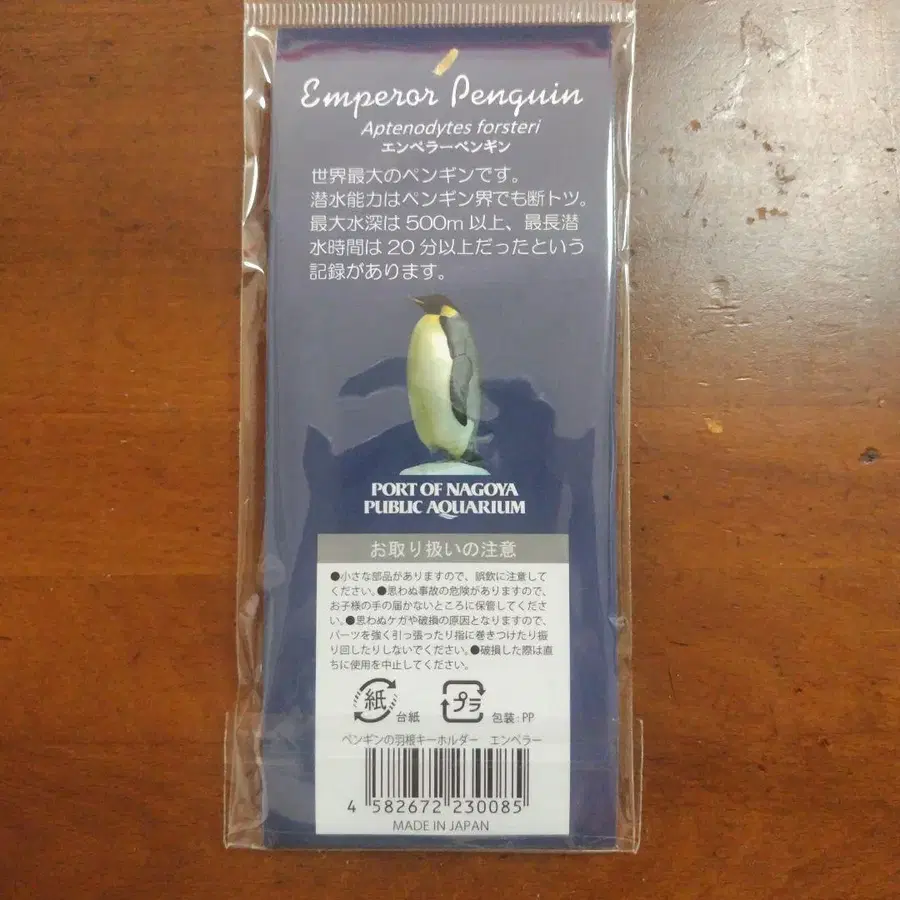 Emperor Penguin
Aptenodytes forsteri
エンペラーペンギン
世界最大のペンギンです。
潜水能力はペンギン界でも断トツ。
最大水深は500m以上、最長潜
水時間は20分以上だったという
記録があります。
PORT OF NAGOYA
PUBLIC AQUARIUM
お取り扱いの注意
●小さな部品がありますので、誤飲に注意して
ください。●思わぬ事故の危険がありますので、
お子様の手の届かないところに保管してくださ
い。●思わぬケガや破損の原因となりますので、
パーツを強く引っ張ったり指に巻きつけたり振
り回したりしないでください。●破損した際は直
ちに使用を中止してください。
紙 台紙 プラ 包装:PP
ペンギンの羽根キーホルダー エンペラー
4 582672 230085
MADE IN JAPAN